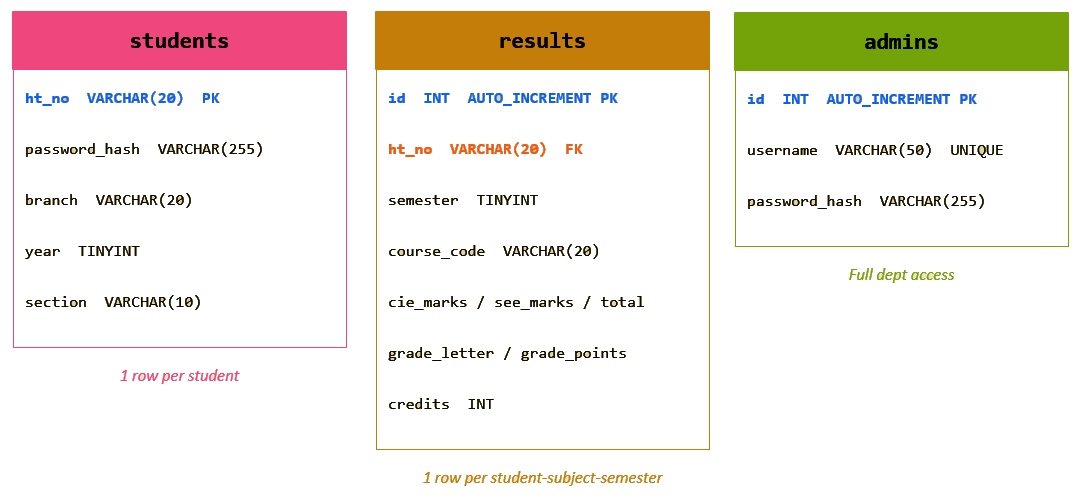 students
ht_no VARCHAR(20) PK
password_hash VARCHAR(255)
branch VARCHAR(20)
year TINYINT
section VARCHAR(10)
1 row per student
results
id INT AUTO_INCREMENT PK
ht_no VARCHAR(20) FK
semester TINYINT
course_code VARCHAR(20)
cie_marks / see_marks / total
grade_letter / grade_points
credits INT
1 row per student-subject-semester
admins
id INT AUTO_INCREMENT PK
username VARCHAR(50) UNIQUE
password_hash VARCHAR(255)
Full dept access